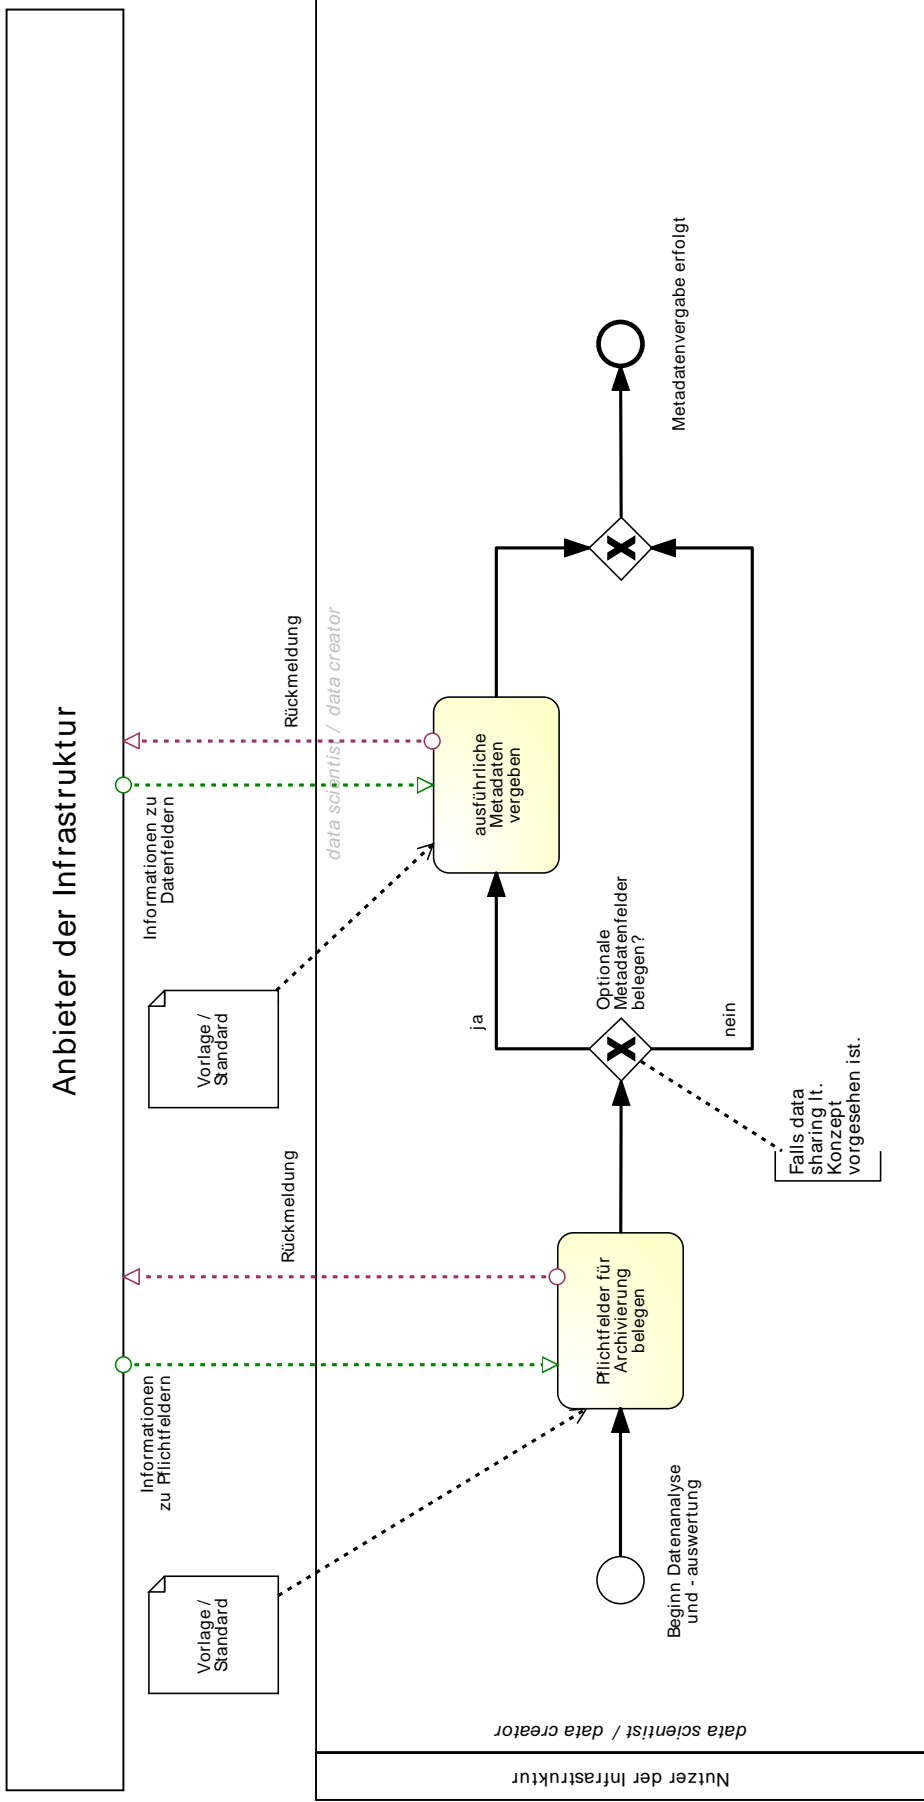 Anbieter der Infrastruktur
Vorlage /
Standard
Informationen
zu Pflichtfeldern
Rückmeldung
Vorlage /
Standard
Informationen zu
Datenfeldern
Rückmeldung
data scientist / data creator
Nutzer der Infrastruktur
data scientist / data creator
Beginn Datenanalyse
und - auswertung
Pflichtfelder für
Archivierung
belegen
Optionale
Metadatenfelder
belegen?
ja
nein
Falls data
sharing lt.
Konzept
vorgesehen ist.
ausführliche
Metadaten
vergeben
Metadatenvergabe erfolgt